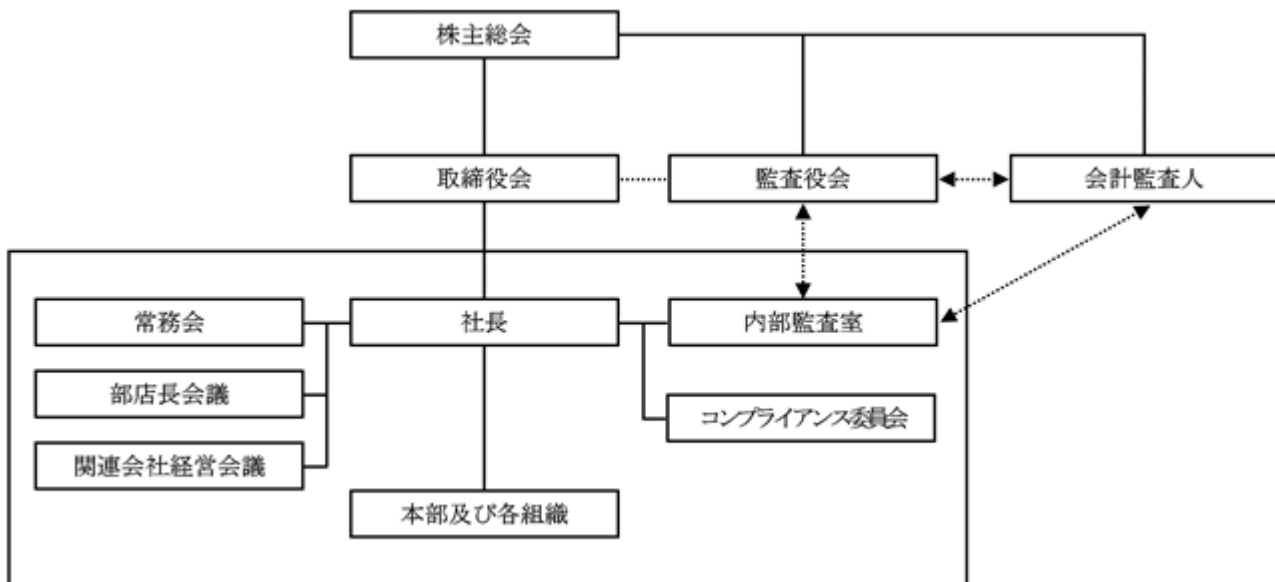 株主総会
取締役会
監査役会
会計監査人
常務会
社長
内部監査室
部店長会議
コンプライアンス委員会
関連会社経営会議
本部及び各組織